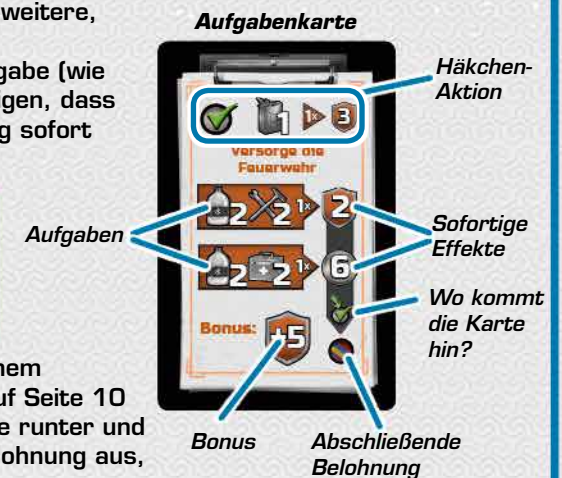 weitere,
gabe (wie
igen, dass
g sofort
nem
uf Seite 10
e runter und
ohnung aus,
Aufgabenkarte
Häkchen-
Aktion
1 1x 3
Versorge die
Feuerwehr
Aufgaben
2 2 1x 2
2 2 1x 6
Sofortige
Effekte
Wo kommt
die Karte
hin?
Bonus: +5
Bonus
Abschließende
Belohnung